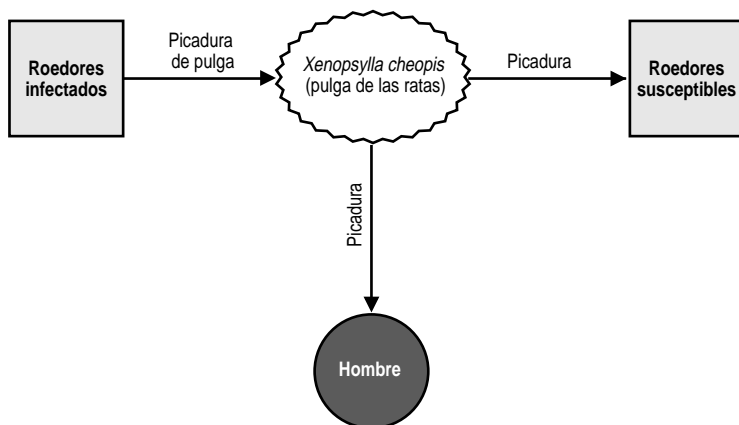 Roedores
infectados
Picadura
de pulga
Xenopsylla cheopis
(pulga de las ratas)
Picadura
Roedores
susceptibles
Picadura
Hombre